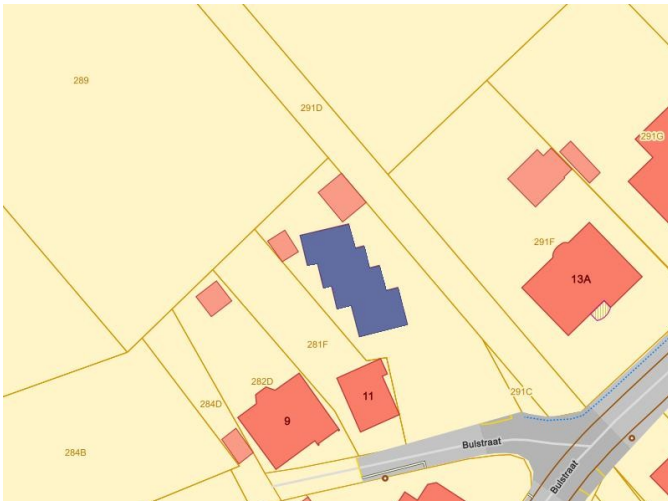 289
291D
291G
291F
13A
281F
282D
284D
9
11
291C
284B
Bulstraat
Bulstraat